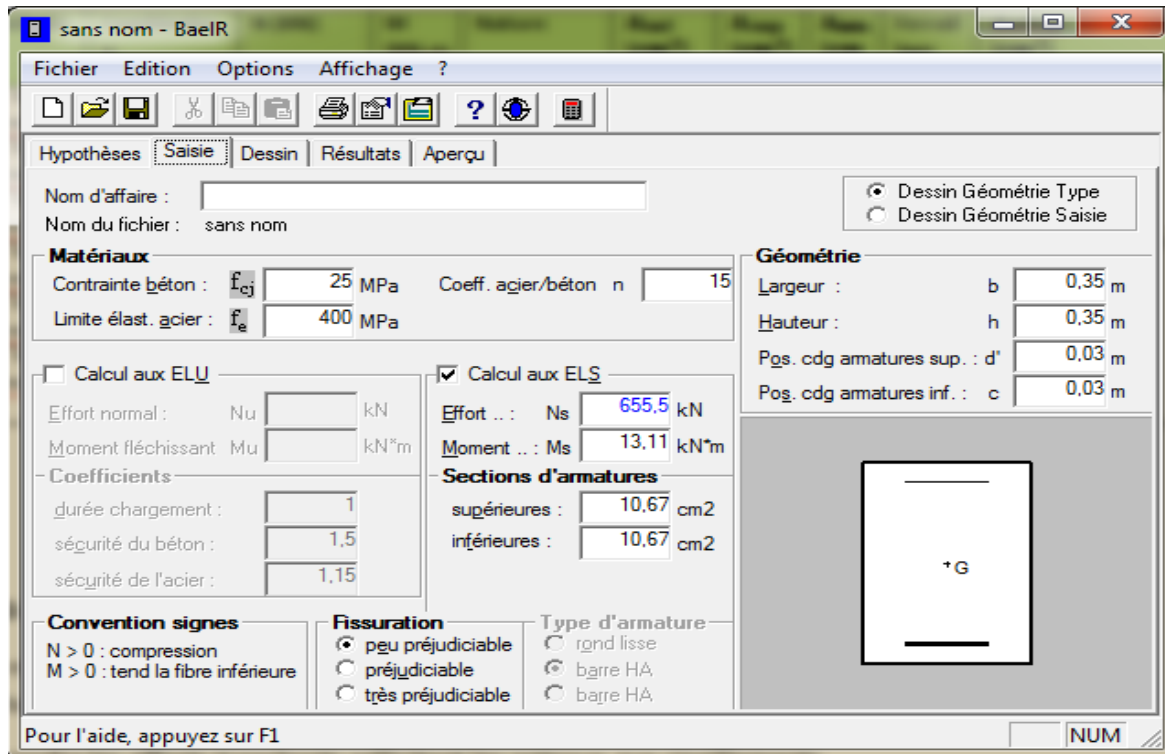 sans nom - BaelR
Fichier Edition Options Affichage ?
Hypothèses Saisie Dessin Résultats Aperçu
Nom d'affaire :
Nom du fichier : sans nom
Dessin Géométrie Type
Dessin Géométrie Saisie
Matériaux
Contrainte béton : fcj 25 MPa Coeff. acier/béton n 15
Limite élast. acier : fe 400 MPa
Géométrie
Largeur : b 0,35 m
Hauteur : h 0,35 m
Pos. cdg armatures sup. : d' 0,03 m
Pos. cdg armatures inf. : c 0,03 m
Calcul aux ELU
Effort normal : Nu kN
Moment fléchissant Mu kN*m
Coefficients
durée chargement : 1
sécurité du béton : 1,5
sécurité de l'acier : 1,15
Calcul aux ELS
Effort .. : Ns 655,5 kN
Moment .. : Ms 13,11 kN*m
Sections d'armatures
supérieures : 10,67 cm2
inférieures : 10,67 cm2
G
Convention signes
N > 0 : compression
M > 0 : tend la fibre inférieure
Fissuration
peu préjudiciable
préjudiciable
très préjudiciable
Type d'armature
rond lisse
barre HA
barre HA
Pour l'aide, appuyez sur F1
NUM